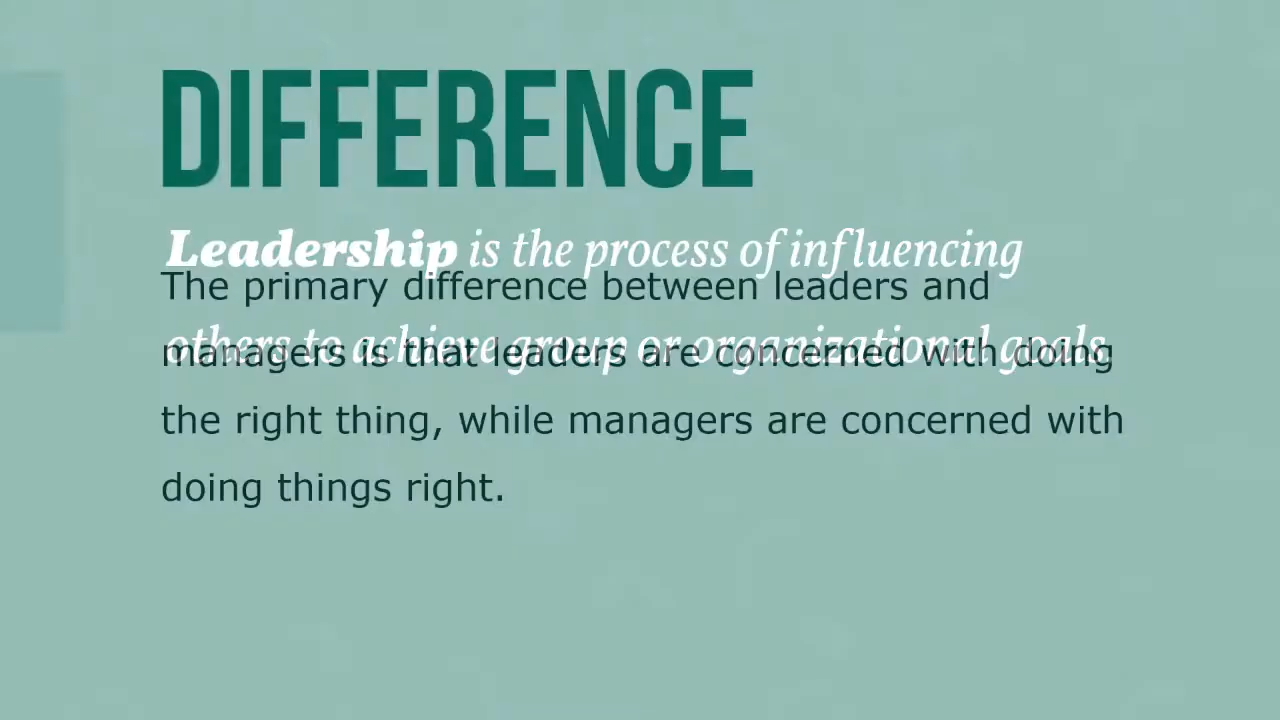 DIFFERENCE
Leadership is the process of influencing
The primary difference between leaders and
others to achieve group or organizational goals.
managers is that leaders are concerned with doing
the right thing, while managers are concerned with
doing things right.